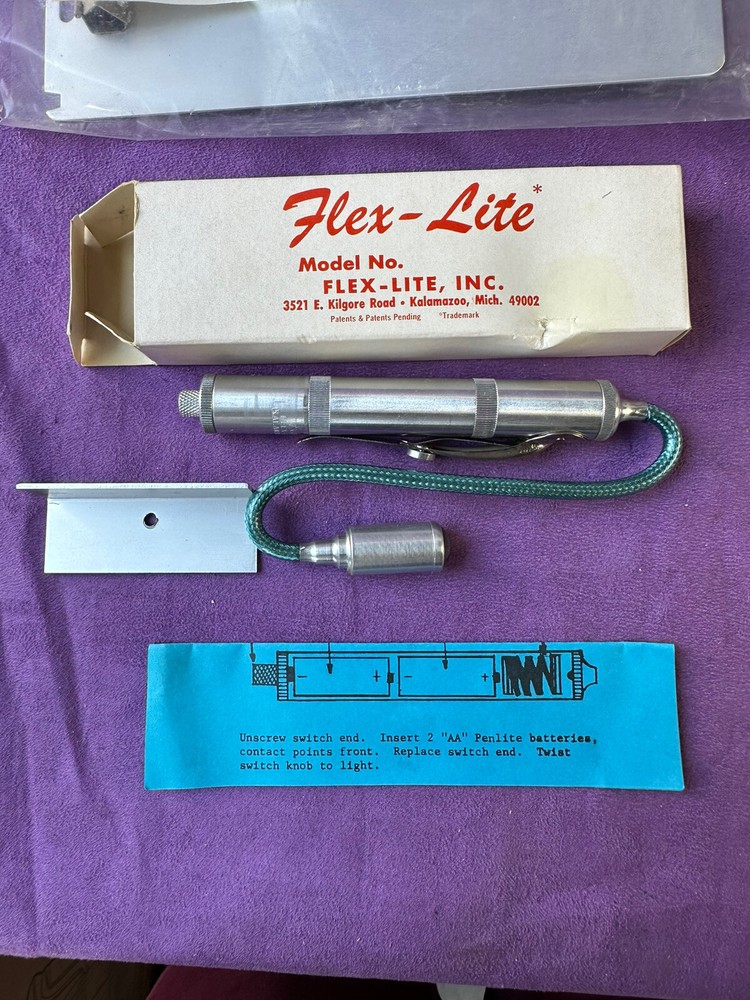 Flex-Lite*
Model No.
FLEX-LITE, INC.
3521 E. Kilgore Road • Kalamazoo, Mich. 49002
Patents & Patents Pending *Trademark
- + - +
Unscrew switch end. Insert 2 "AA" Penlite batteries,
contact points front. Replace switch end. Twist
switch knob to light.